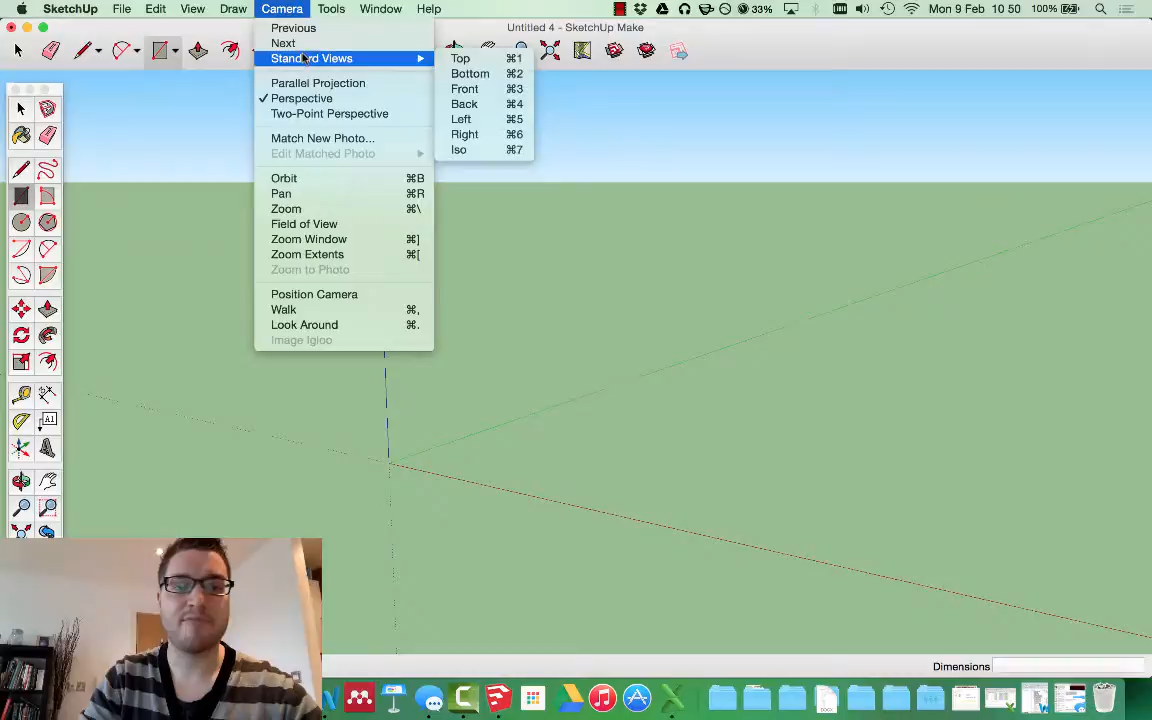 SketchUp File Edit View Draw Camera Tools Window Help 33% Mon 9 Feb 10 50 100%
Untitled 4 - SketchUp Make
Previous
Next
Standard Views
Parallel Projection
Perspective
Two-Point Perspective
Match New Photo...
Edit Matched Photo
Orbit ⌘B
Pan ⌘R
Zoom ⌘\
Field of View
Zoom Window ⌘]
Zoom Extents ⌘[
Zoom to Photo
Position Camera
Walk ⌘,
Look Around ⌘.
Image Igloo
Top ⌘1
Bottom ⌘2
Front ⌘3
Back ⌘4
Left ⌘5
Right ⌘6
Iso ⌘7
A1
Dimensions